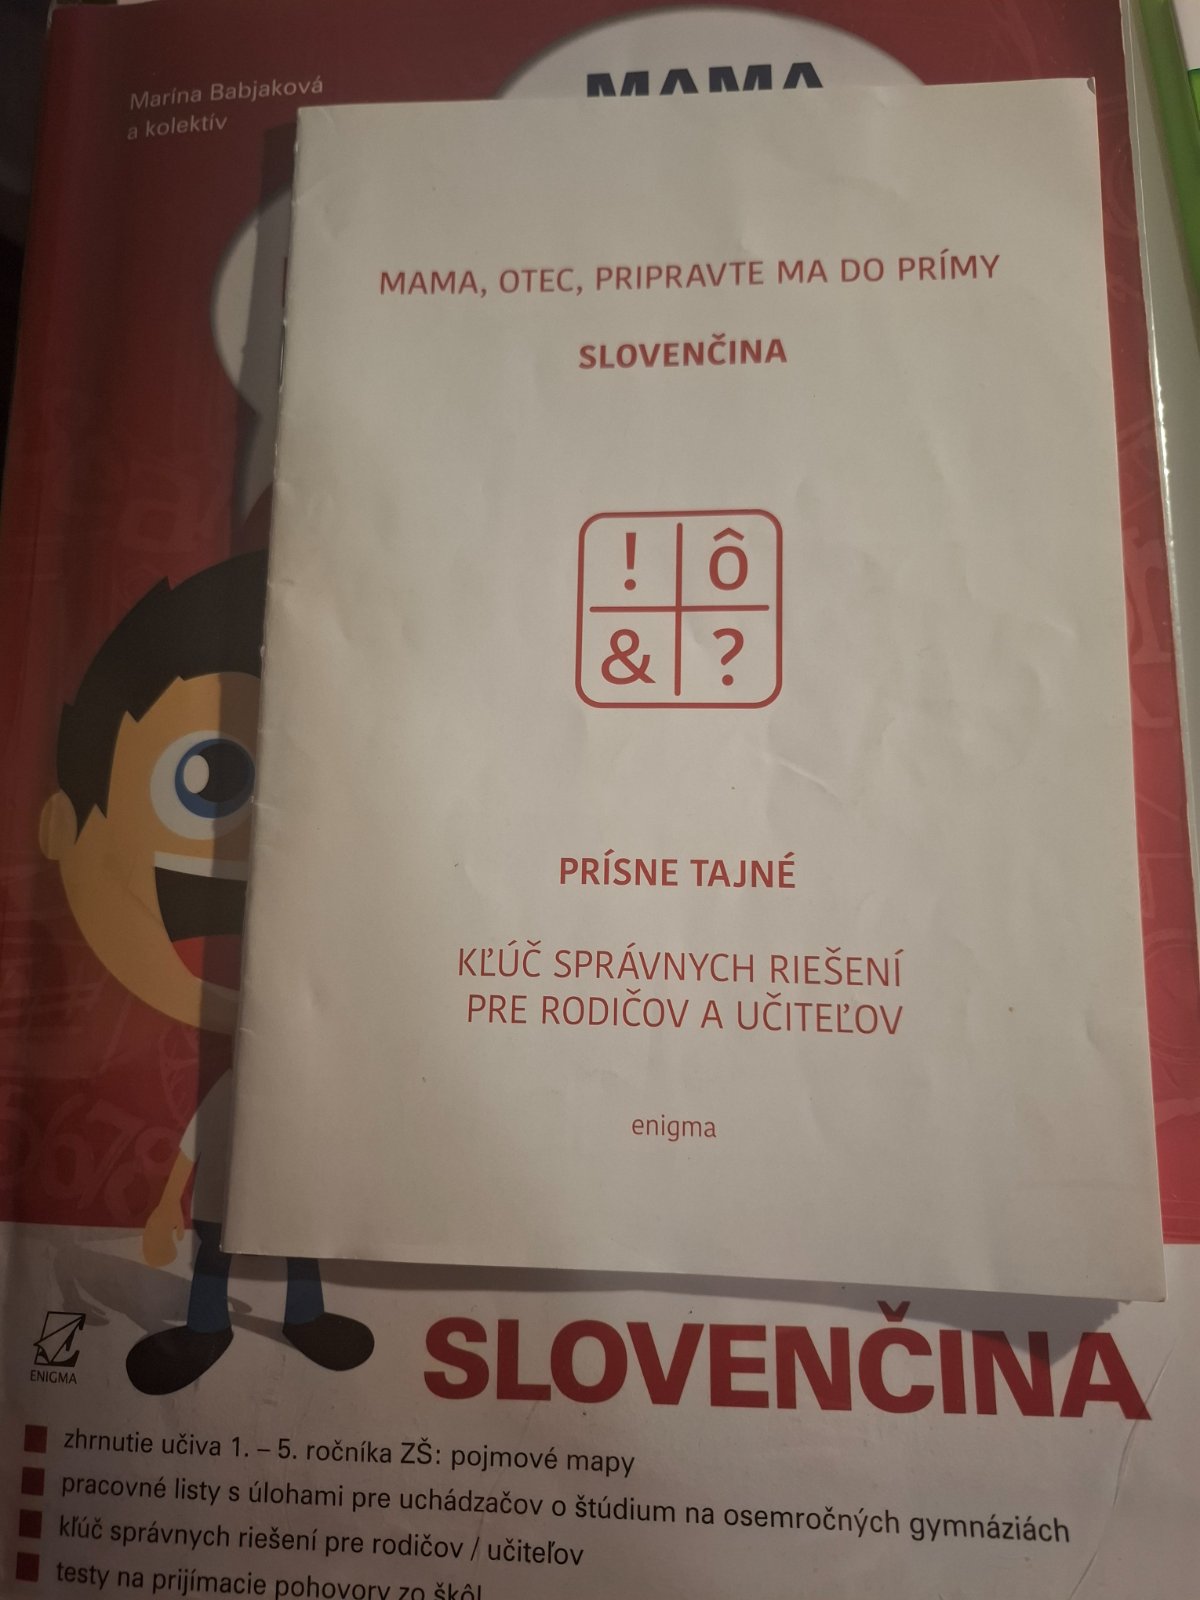 Marína Babjaková
a kolektív
MAMA
MAMA, OTEC, PRIPRAVTE MA DO PRÍMY
SLOVENČINA
! ô
& ?
PRÍSNE TAJNÉ
KĽÚČ SPRÁVNYCH RIEŠENÍ
PRE RODIČOV A UČITEĽOV
enigma
ENIGMA
SLOVENČINA
zhrnutie učiva 1. – 5. ročníka ZŠ: pojmové mapy
pracovné listy s úlohami pre uchádzačov o štúdium na osemročných gymnáziách
kľúč správnych riešení pre rodičov / učiteľov
testy na prijímacie pohovory zo škôl